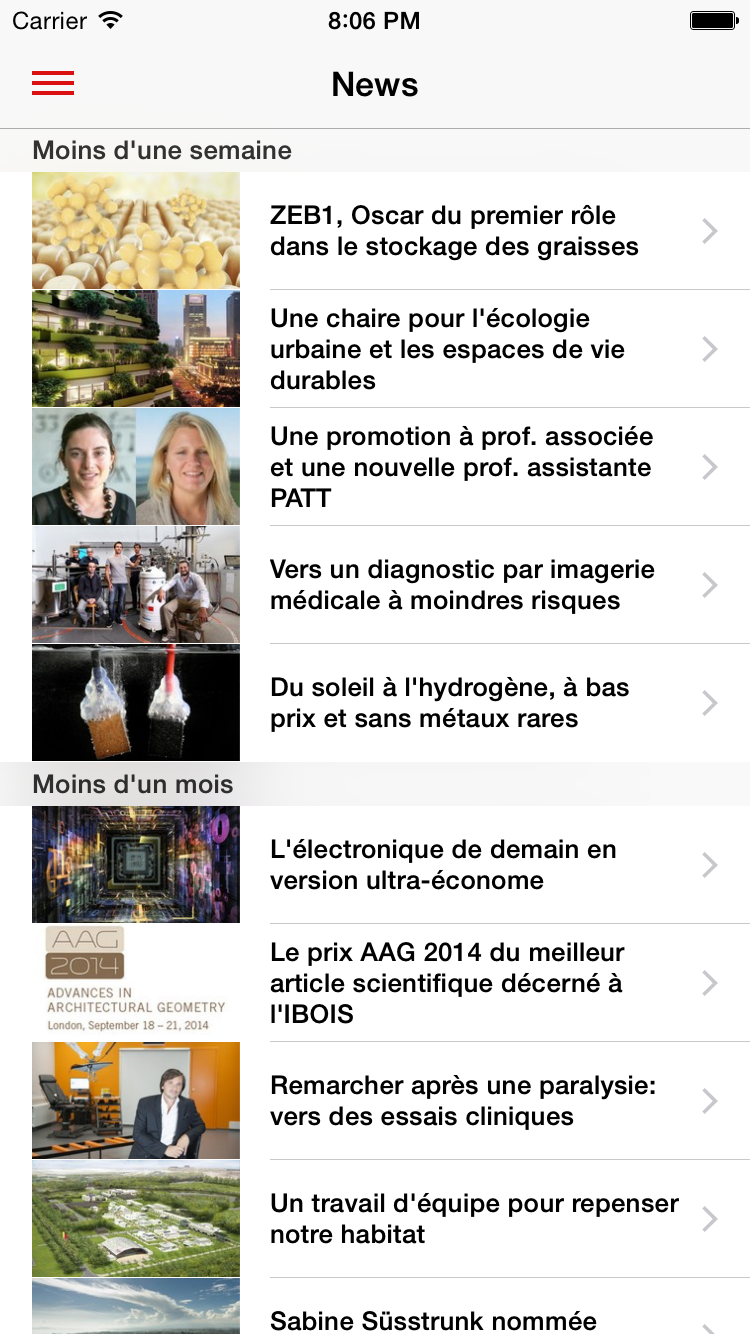 Carrier
8:06 PM
News
Moins d'une semaine
ZEB1, Oscar du premier rôle
dans le stockage des graisses
Une chaire pour l'écologie
urbaine et les espaces de vie
durables
Une promotion à prof. associée
et une nouvelle prof. assistante
PATT
Vers un diagnostic par imagerie
médicale à moindres risques
Du soleil à l'hydrogène, à bas
prix et sans métaux rares
Moins d'un mois
L'électronique de demain en
version ultra-économe
AAG
2014
ADVANCES IN
ARCHITECTURAL GEOMETRY
London, September 18 – 21, 2014
Le prix AAG 2014 du meilleur
article scientifique décerné à
l'IBOIS
Remarcher après une paralysie:
vers des essais cliniques
Un travail d'équipe pour repenser
notre habitat
Sabine Süsstrunk nommée